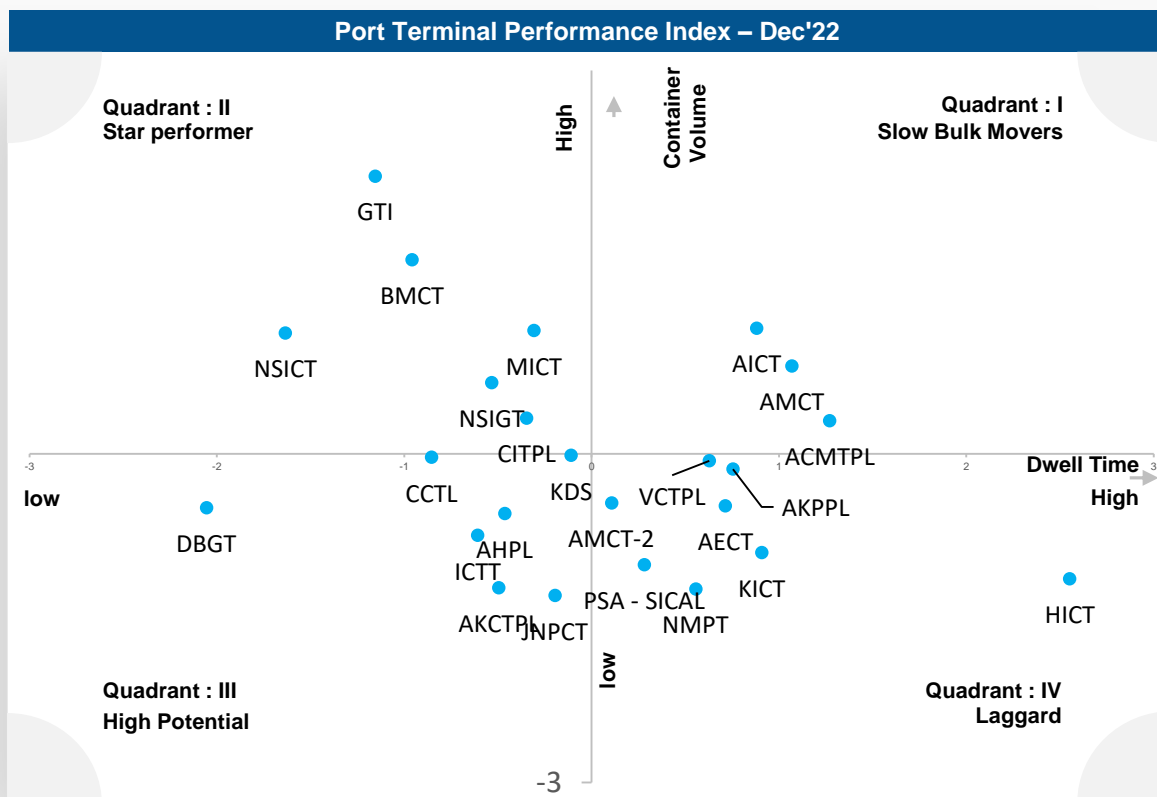 Port Terminal Performance Index – Dec'22
Quadrant : II
Star performer
High
Container
Volume
Quadrant : I
Slow Bulk Movers
GTI
BMCT
NSICT
MICT
AICT
NSIGT
AMCT
CITPL
ACMTPL
-3
-2
-1
0
1
2
3
Dwell Time
low
High
CCTL
KDS
VCTPL
AKPPL
DBGT
AHPL
AMCT-2
AECT
ICTT
KICT
AKCTPL
JNPCT
PSA - SICAL
NMPT
HICT
low
Quadrant : III
High Potential
Quadrant : IV
Laggard
-3